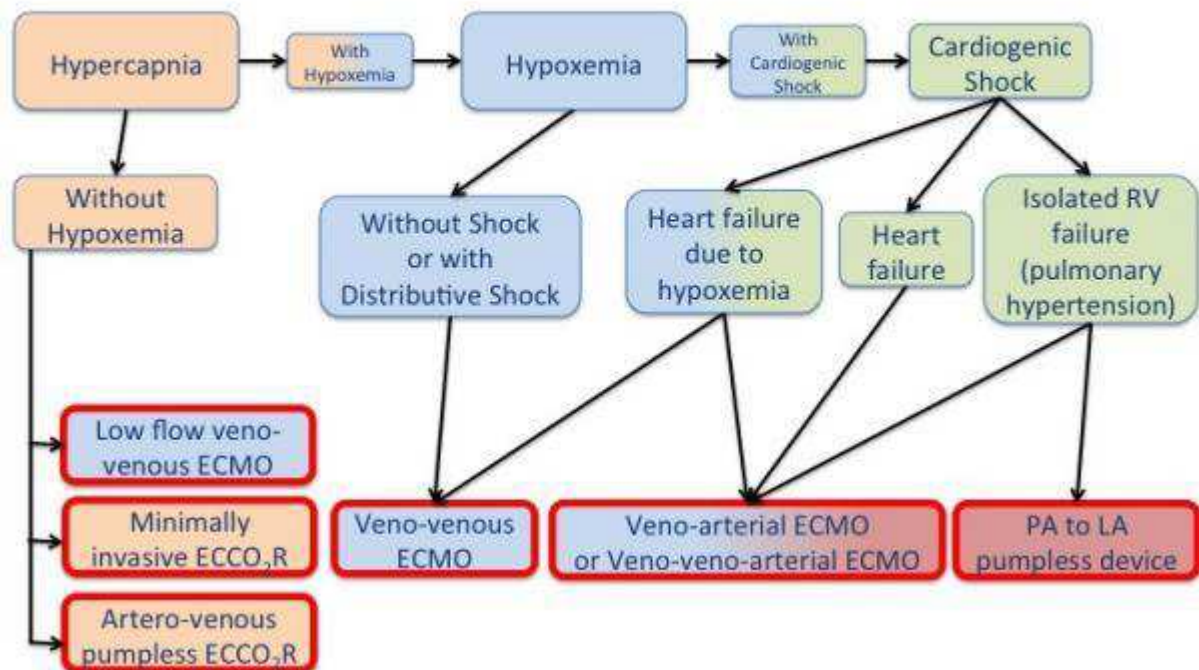 Hypercapnia
With
Hypoxemia
Hypoxemia
With
Cardiogenic
Shock
Cardiogenic
Shock
Without
Hypoxemia
Without Shock
or with
Distributive Shock
Heart failure
due to
hypoxemia
Heart
failure
Isolated RV
failure
(pulmonary
hypertension)
Low flow veno-
venous ECMO
Minimally
invasive ECCO₂R
Artero-venous
pumpless ECCO₂R
Veno-venous
ECMO
Veno-arterial ECMO
or Veno-veno-arterial ECMO
PA to LA
pumpless device